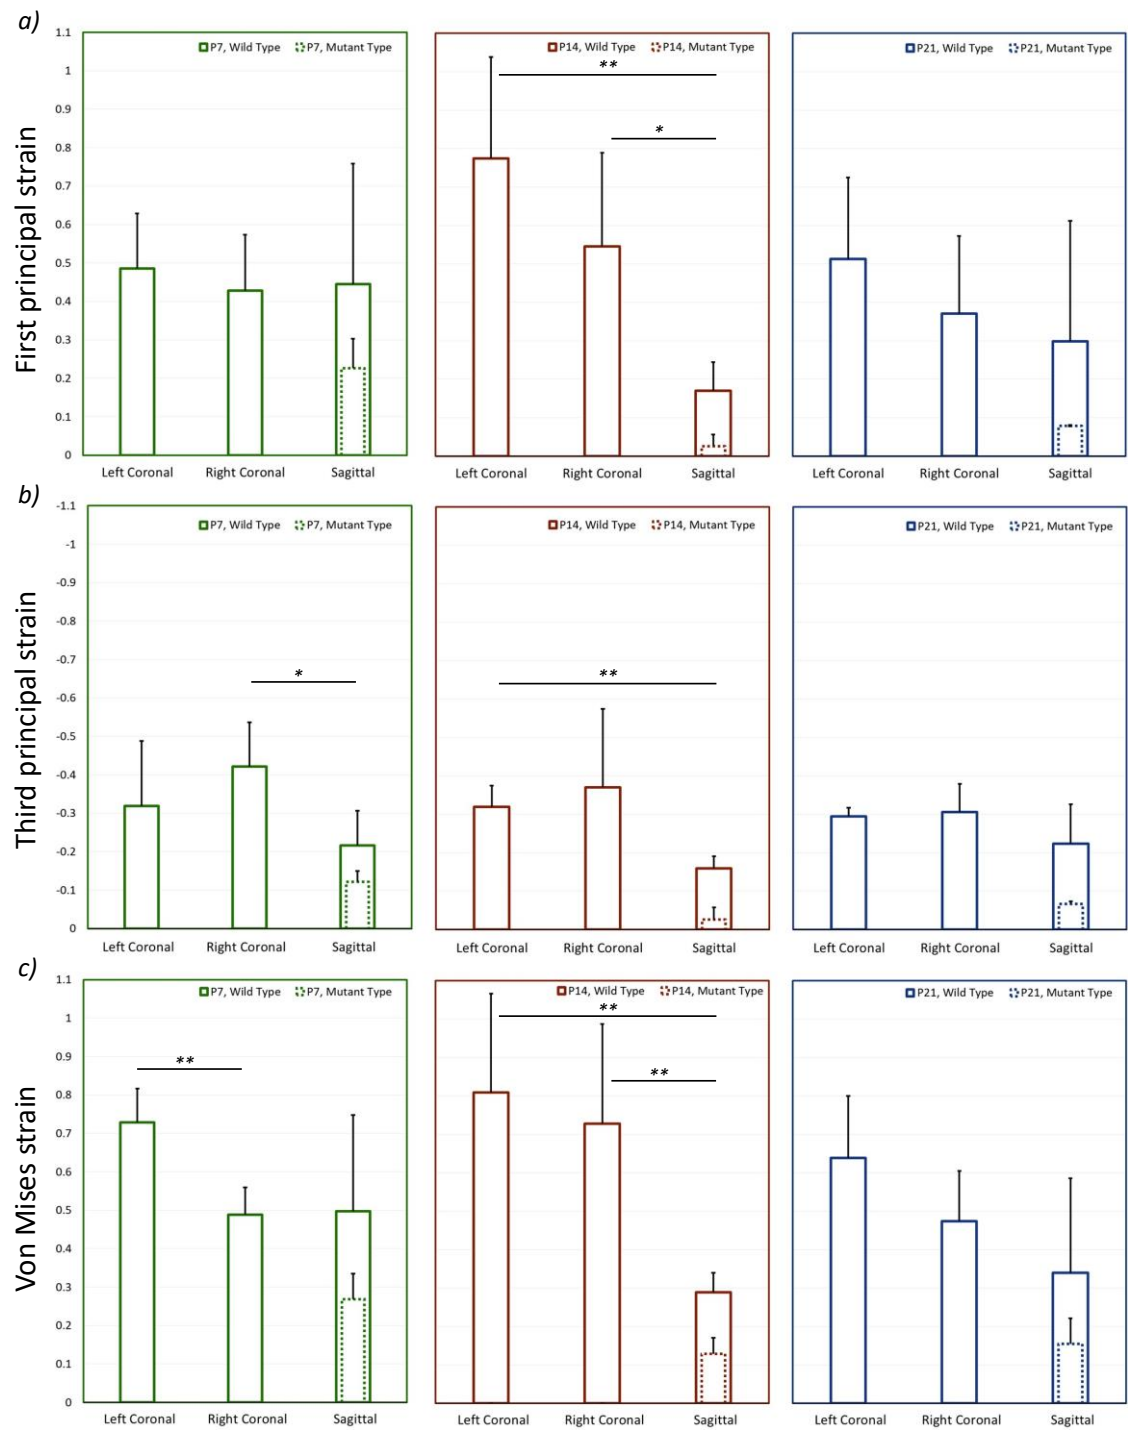 a)
First principal strain
1.1
1
0.9
0.8
0.7
0.6
0.5
0.4
0.3
0.2
0.1
0
P7, Wild Type P7, Mutant Type
Left Coronal Right Coronal Sagittal
P14, Wild Type P14, Mutant Type
**
*
Left Coronal Right Coronal Sagittal
P21, Wild Type P21, Mutant Type
Left Coronal Right Coronal Sagittal
b)
Third principal strain
-1.1
-1
-0.9
-0.8
-0.7
-0.6
-0.5
-0.4
-0.3
-0.2
-0.1
0
P7, Wild Type P7, Mutant Type
*
Left Coronal Right Coronal Sagittal
P14, Wild Type P14, Mutant Type
**
Left Coronal Right Coronal Sagittal
P21, Wild Type P21, Mutant Type
Left Coronal Right Coronal Sagittal
c)
Von Mises strain
1.1
1
0.9
0.8
0.7
0.6
0.5
0.4
0.3
0.2
0.1
0
P7, Wild Type P7, Mutant Type
**
Left Coronal Right Coronal Sagittal
P14, Wild Type P14, Mutant Type
**
**
Left Coronal Right Coronal Sagittal
P21, Wild Type P21, Mutant Type
Left Coronal Right Coronal Sagittal